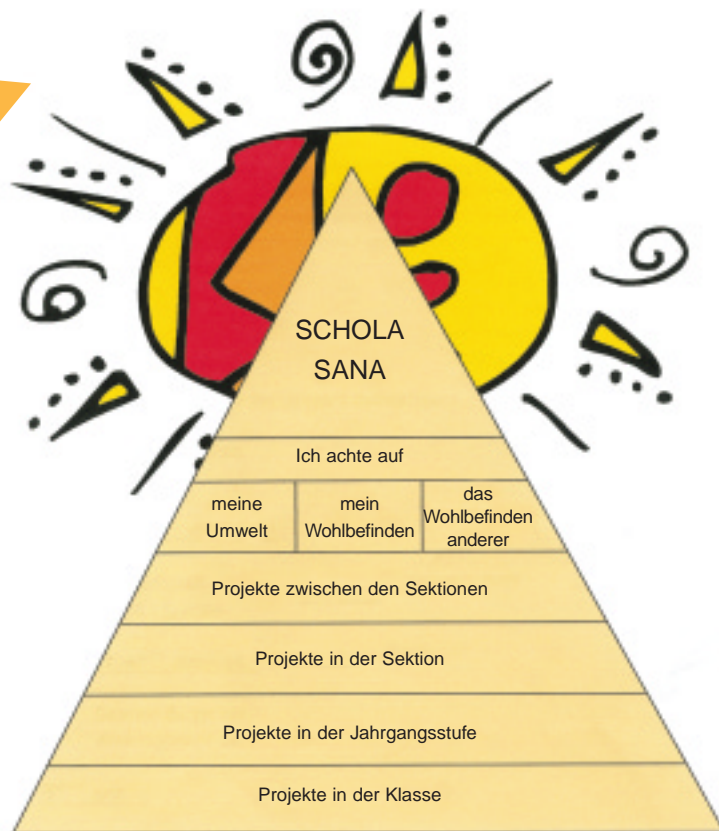 SCHOLA
SANA
Ich achte auf
meine
Umwelt
mein
Wohlbefinden
das
Wohlbefinden
anderer
Projekte zwischen den Sektionen
Projekte in der Sektion
Projekte in der Jahrgangsstufe
Projekte in der Klasse